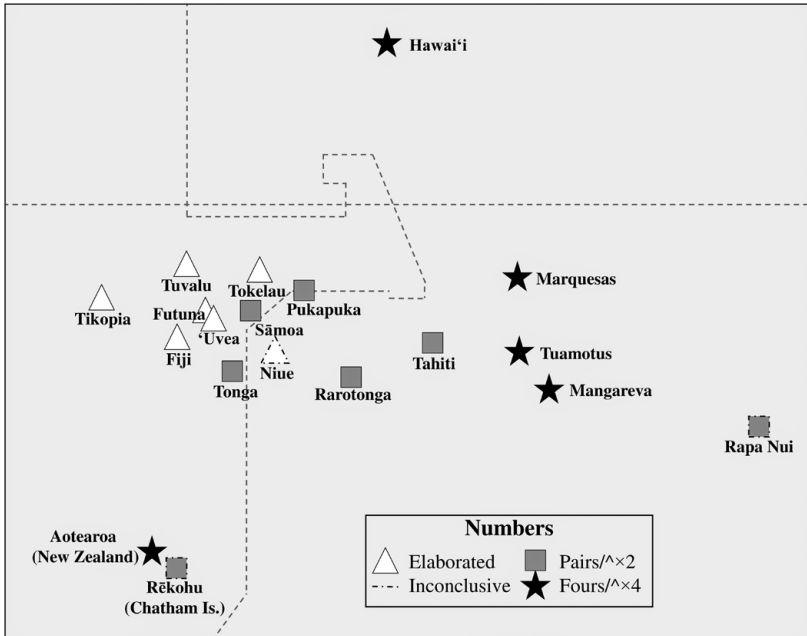 Hawai‘i
Tuvalu
Tokelau
Marquesas
Tikopia
Futuna
Pukapuka
‘Uvea
Sāmoa
Fiji
Niue
Tahiti
Tuamotus
Tonga
Rarotonga
Mangareva
Rapa Nui
Aotearoa
(New Zealand)
Rēkohu
(Chatham Is.)
Numbers
Elaborated
Pairs/^×2
Inconclusive
Fours/^×4